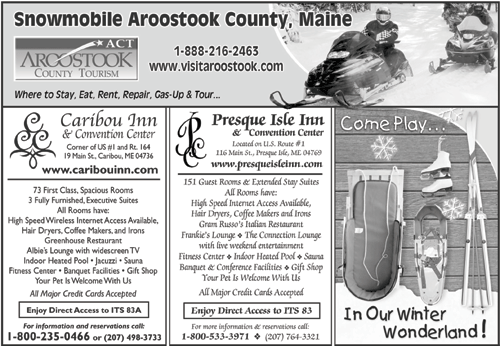 Snowmobile Aroostook County, Maine
ACT
AROOSTOOK
COUNTY TOURISM
1-888-216-2463
www.visitaroostook.com
Where to Stay, Eat, Rent, Repair, Gas-Up & Tour...
Caribou Inn
& Convention Center
Corner of US #1 and Rt. 164
19 Main St., Caribou, ME 04736
www.caribouinn.com
73 First Class, Spacious Rooms
3 Fully Furnished, Executive Suites
All Rooms have:
High Speed Wireless Internet Access Available,
Hair Dryers, Coffee Makers, and Irons
Greenhouse Restaurant
Albie's Lounge with widescreen TV
Indoor Heated Pool • Jacuzzi • Sauna
Fitness Center • Banquet Facilities • Gift Shop
Your Pet Is Welcome With Us
All Major Credit Cards Accepted
Enjoy Direct Access to ITS 83A
For information and reservations call:
1-800-235-0466 or (207) 498-3733
Presque Isle Inn
& Convention Center
Located on U.S. Route #1
116 Main St., Presque Isle, ME 04769
www.presqueisleinn.com
151 Guest Rooms & Extended Stay Suites
All Rooms have:
High Speed Internet Access Available,
Hair Dryers, Coffee Makers and Irons
Gram Russo's Italian Restaurant
Frankie's Lounge ❖ The Connection Lounge
with live weekend entertainment
Fitness Center ❖ Indoor Heated Pool ❖ Sauna
Banquet & Conference Facilities ❖ Gift Shop
Your Pet Is Welcome With Us
All Major Credit Cards Accepted
Enjoy Direct Access to ITS 83
For more information & reservations call:
1-800-533-3971 ❖ (207) 764-3321
Come Play...
In Our Winter
Wonderland!